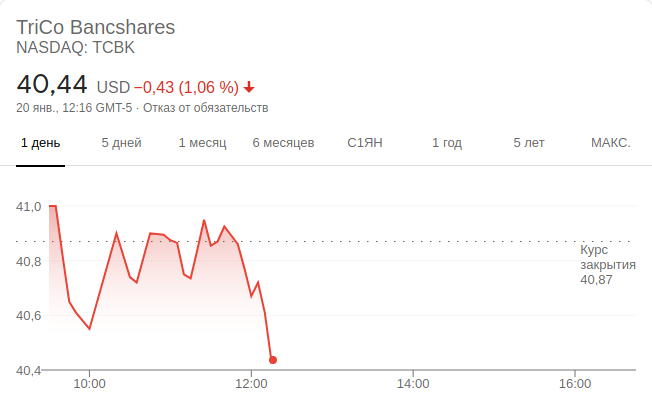 TriCo Bancshares
NASDAQ: TCBK
40,44 USD −0,43 (1,06 %)
20 янв., 12:16 GMT-5 · Отказ от обязательств
1 день 5 дней 1 месяц 6 месяцев С1ЯН 1 год 5 лет МАКС.
41,0
40,8
40,6
40,4
Курс
закрытия
40,87
10:00 12:00 14:00 16:00